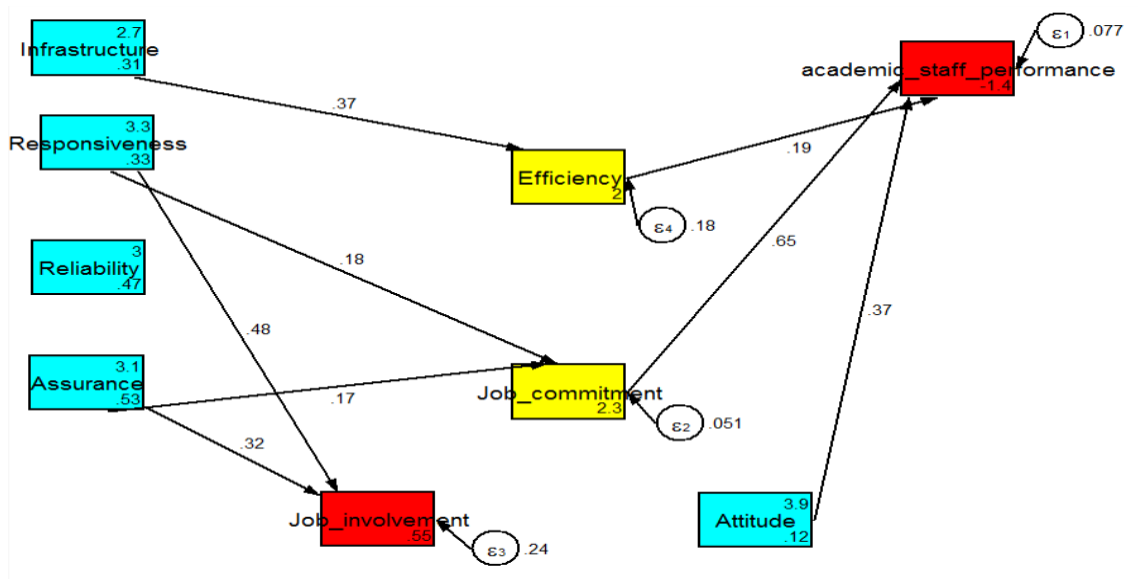 2.7
Infrastructure
.31
ε1 .077
academic_staff_performance
-1.4
.37
3.3
Responsiveness
.33
.19
Efficiency
2
ε4 .18
3
Reliability
.47
.18
.65
.48
.37
3.1
Assurance
.53
.17
Job_commitment
2.3
ε2 .051
.32
Job_involvement
.55
ε3 .24
3.9
Attitude
.12